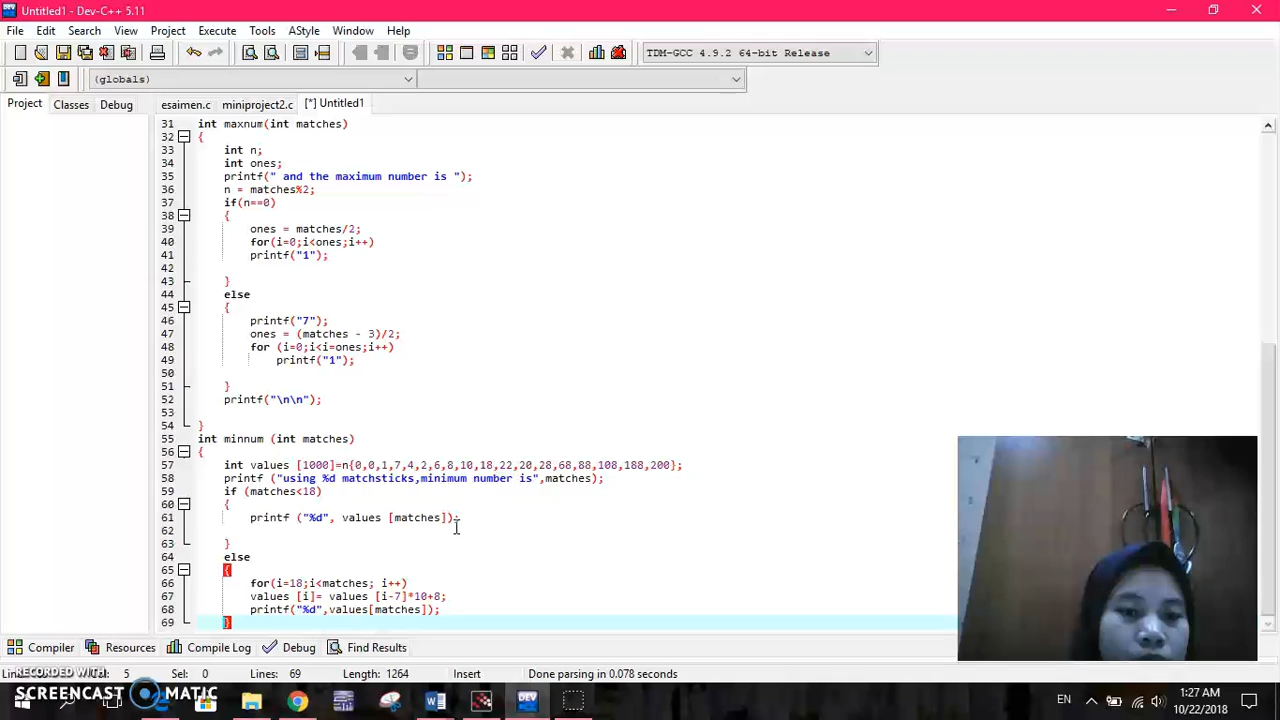 Untitled1 - Dev-C++ 5.11
File Edit Search View Project Execute Tools AStyle Window Help
TDM-GCC 4.9.2 64-bit Release
(globals)
Project Classes Debug esaimen.c miniproject2.c [*] Untitled1
31 int maxnum(int matches)
32 {
33 int n;
34 int ones;
35 printf(" and the maximum number is ");
36 n = matches%2;
37 if(n==0)
38 {
39 ones = matches/2;
40 for(i=0;i<ones;i++)
41 printf("1");
42
43 }
44 else
45 {
46 printf("7");
47 ones = (matches - 3)/2;
48 for (i=0;i<i=ones;i++)
49 printf("1");
50
51 }
52 printf("\n\n");
53
54 }
55 int minnum (int matches)
56 {
57 int values [1000]=n{0,0,1,7,4,2,6,8,10,18,22,20,28,68,88,108,188,200};
58 printf ("using %d matchsticks,minimum number is",matches);
59 if (matches<18)
60 {
61 printf ("%d", values [matches]);
62
63 }
64 else
65 {
66 for(i=18;i<matches; i++)
67 values [i]= values [i-7]*10+8;
68 printf("%d",values[matches]);
69 }
Compiler Resources Compile Log Debug Find Results
5 Sel: 0 Lines: 69 Length: 1264 Insert Done parsing in 0.078 seconds
RECORDED WITH
SCREENCAST MATIC
DEV
EN 1:27 AM
10/22/2018